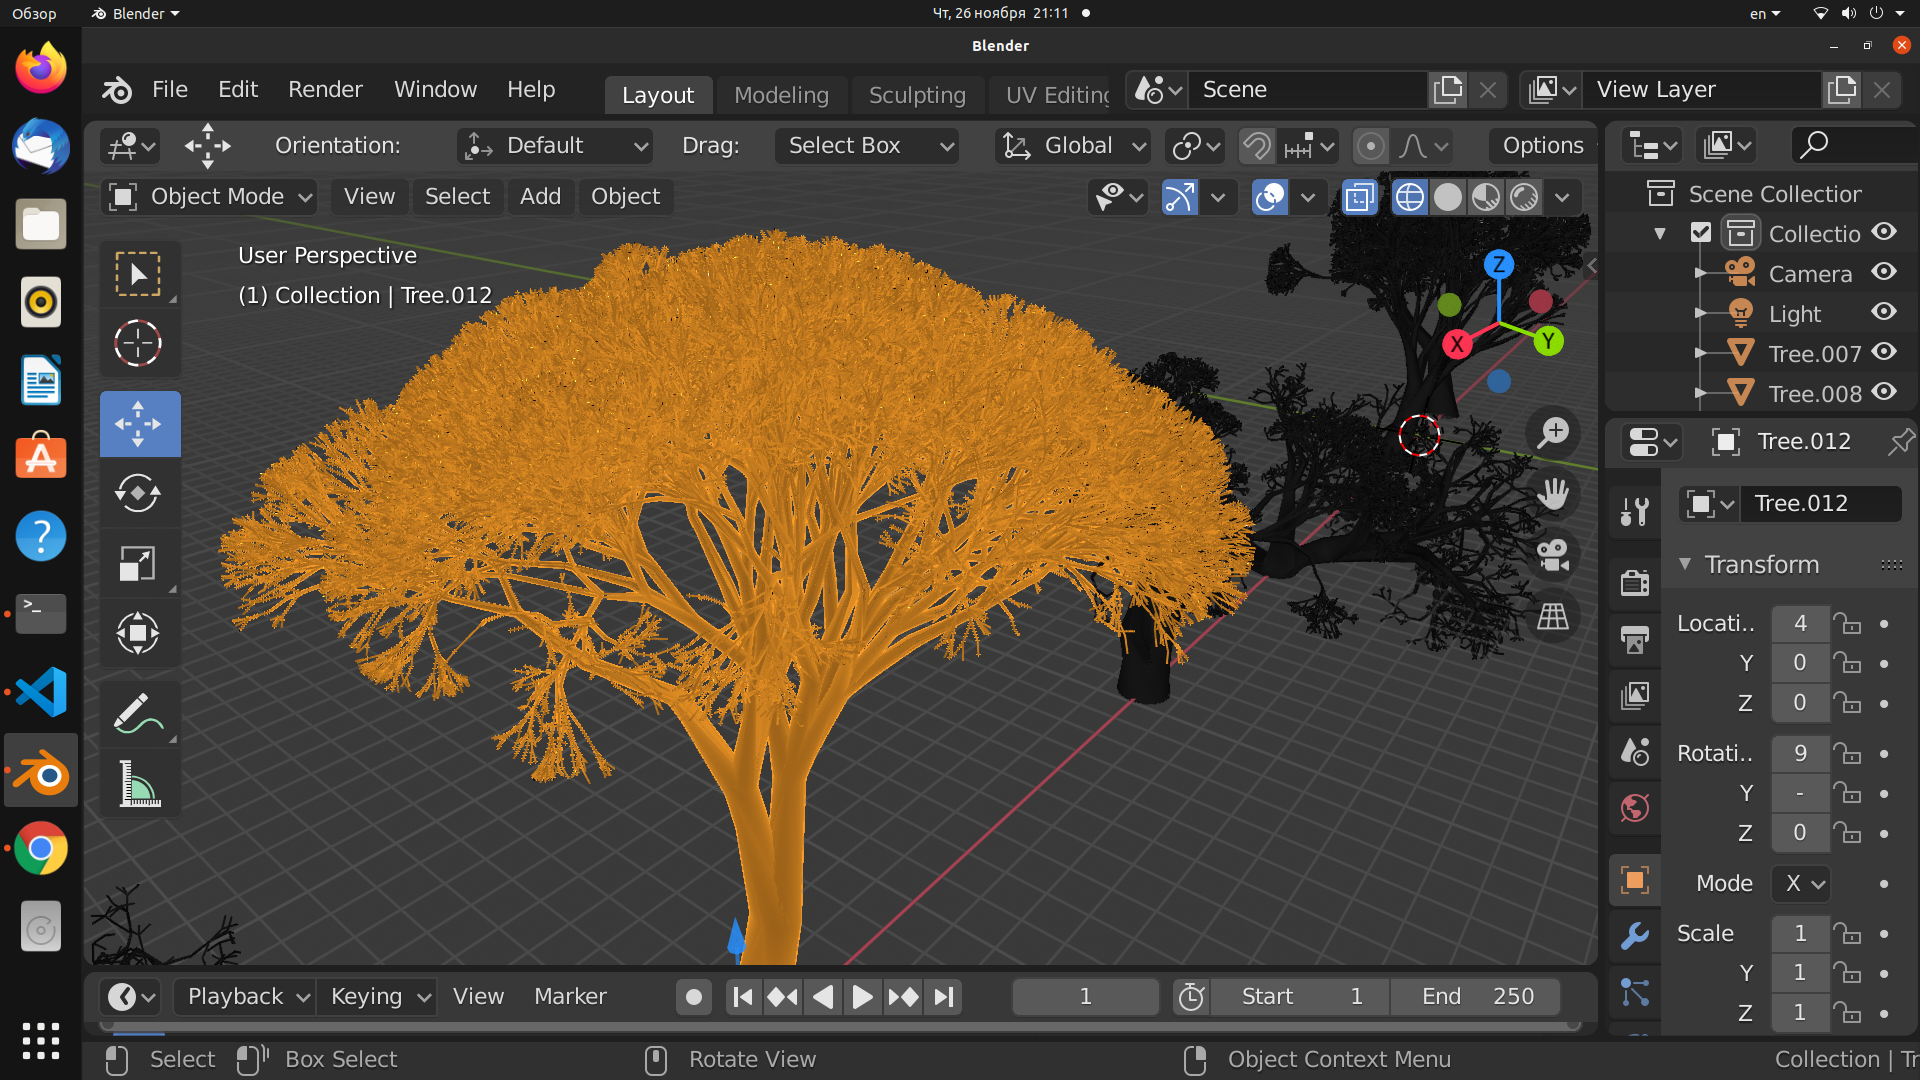 Обзор
Blender
Чт, 26 ноября 21:11
en
Blender
File Edit Render Window Help
Layout Modeling Sculpting UV Editing
Scene
View Layer
Orientation: Default Drag: Select Box Global Options
Object Mode View Select Add Object
User Perspective
(1) Collection | Tree.012
Z
X
Y
Scene Collection
Collectio
Camera
Light
Tree.007
Tree.008
Tree.012
Tree.012
Transform
Locati.. 4
Y 0
Z 0
Rotati.. 9
Y -
Z 0
Mode X
Scale 1
Y 1
Z 1
Playback Keying View Marker
1
Start 1
End 250
Select Box Select Rotate View Object Context Menu Collection | Tr